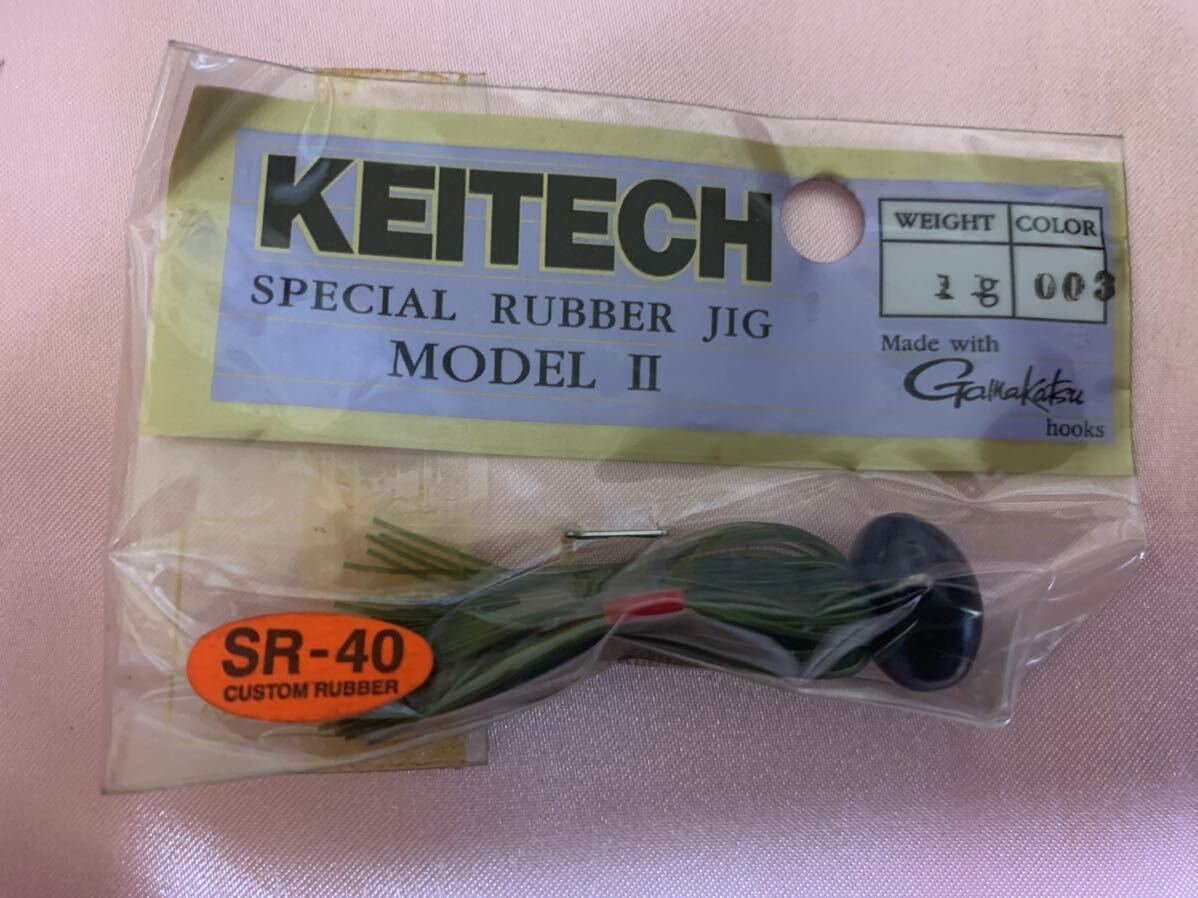 KEITECH
SPECIAL RUBBER JIG
MODEL II
WEIGHT COLOR
1g 003
Made with
Gamakatsu
hooks
SR-40
CUSTOM RUBBER